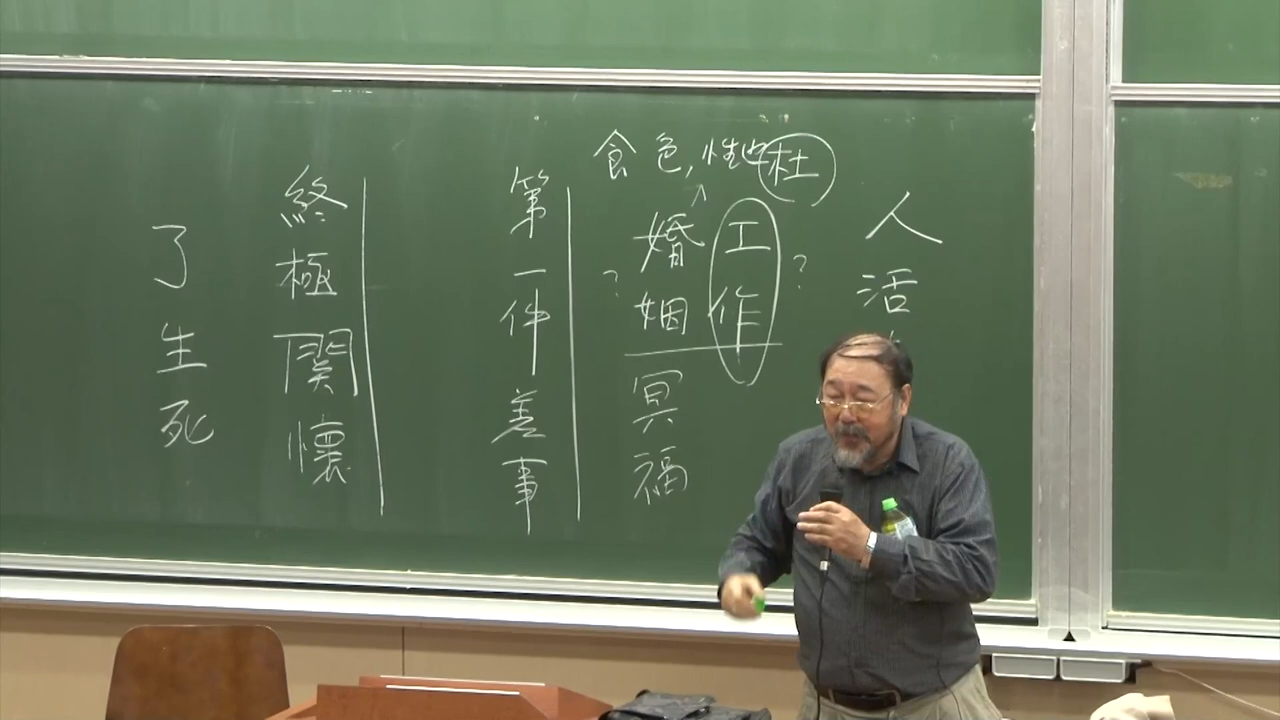 人活
食色,性也 杜
工作 ?
婚姻 ?
冥福
第一件差事
終極関懷
了生死